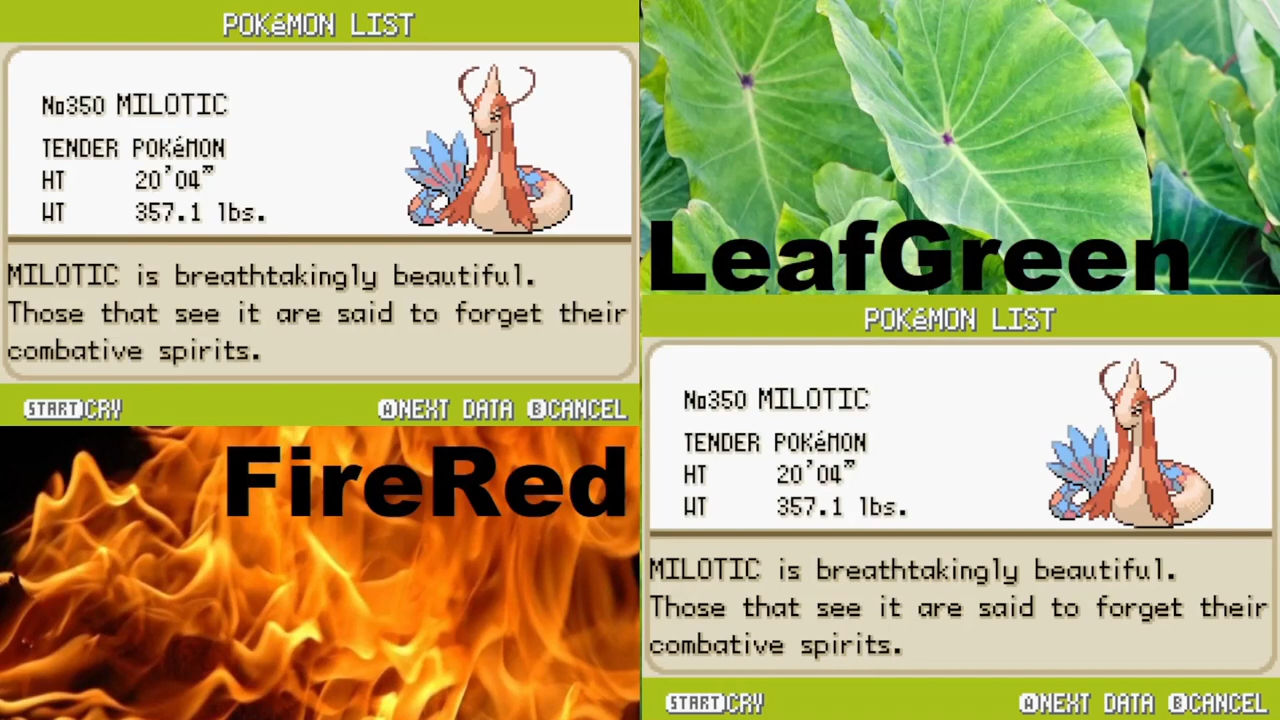 POKéMON LIST
No350 MILOTIC
TENDER POKéMON
HT 20'04"
WT 357.1 lbs.
MILOTIC is breathtakingly beautiful.
Those that see it are said to forget their
combative spirits.
START CRY
A NEXT DATA B CANCEL
FireRed
LeafGreen
POKéMON LIST
No350 MILOTIC
TENDER POKéMON
HT 20'04"
WT 357.1 lbs.
MILOTIC is breathtakingly beautiful.
Those that see it are said to forget their
combative spirits.
START CRY
A NEXT DATA B CANCEL